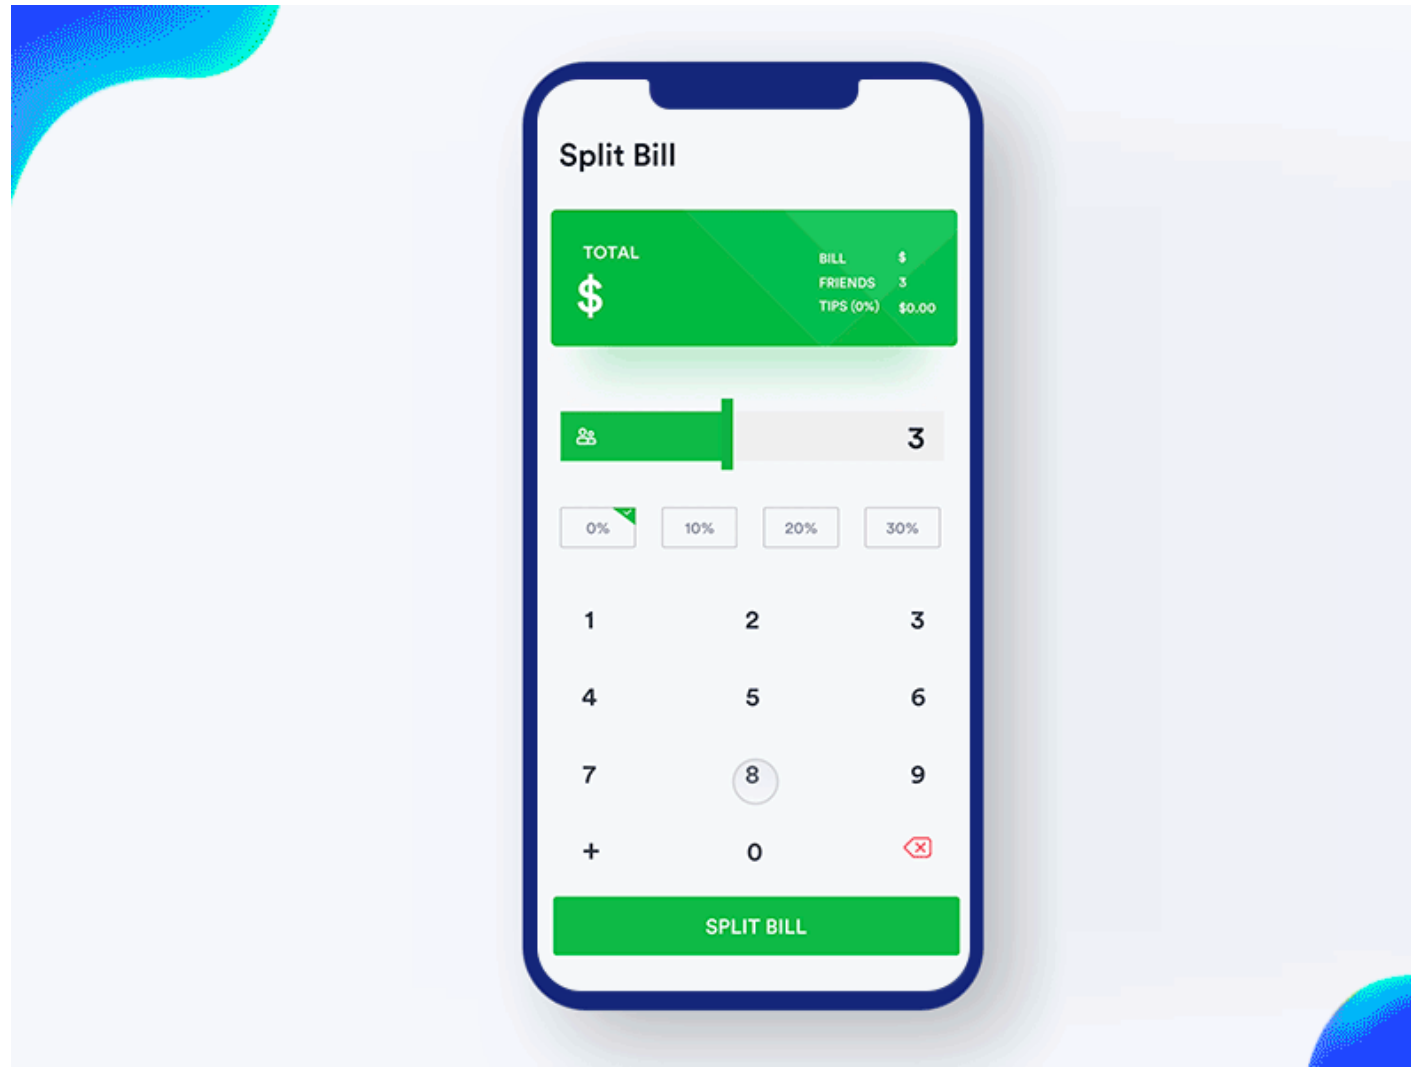 Split Bill
TOTAL
$
BILL $
FRIENDS 3
TIPS (0%) $0.00
3
0% 10% 20% 30%
1 2 3
4 5 6
7 8 9
+ 0
SPLIT BILL